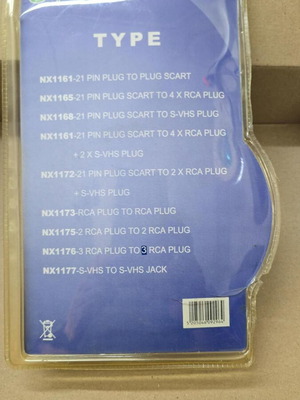 TYPE
NX1161-21 PIN PLUG TO PLUG SCART
NX1165-21 PIN PLUG SCART TO 4 X RCA PLUG
NX1168-21 PIN PLUG SCART TO S-VHS PLUG
NX1161-21 PIN PLUG SCART TO 4 X RCA PLUG
+ 2 X S-VHS PLUG
NX1172-21 PIN PLUG SCART TO 2 X RCA PLUG
+ S-VHS PLUG
NX1173-RCA PLUG TO RCA PLUG
NX1175-2 RCA PLUG TO 2 RCA PLUG
NX1176-3 RCA PLUG TO 3 RCA PLUG
NX1177-S-VHS TO S-VHS JACK